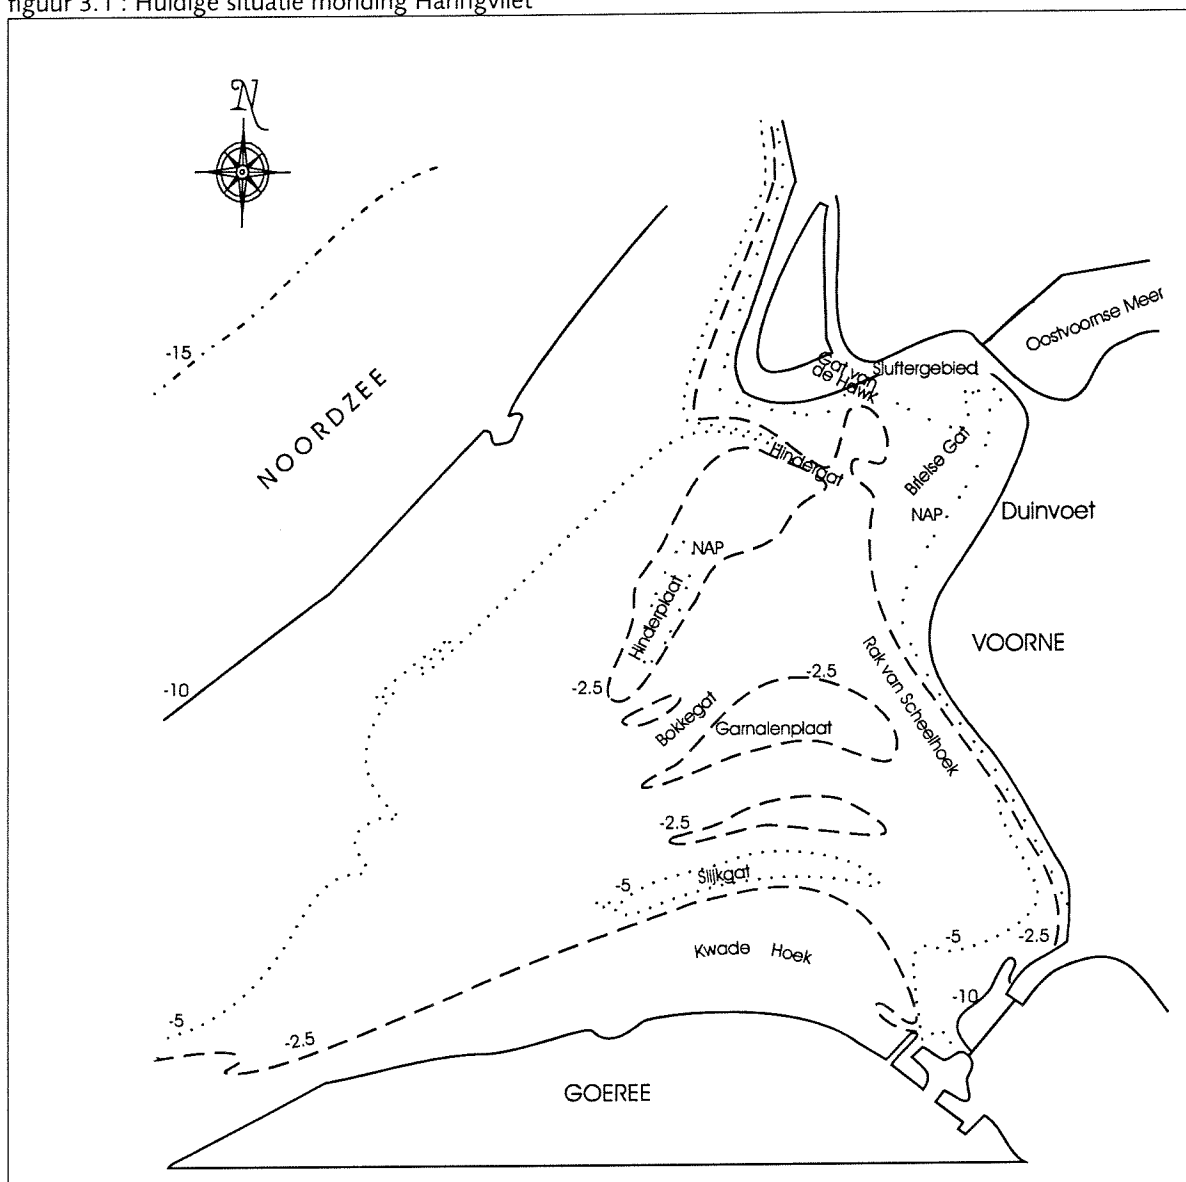 figuur 3.1 : Huidige situatie monding Haringvliet
N
-15
NOORDZEE
-10
Oostvoornse Meer
Gat van
de Hawk
Sluftergebied
Hindergat
Brielse Gat
NAP
Duinvoet
NAP
Hinderplaat
VOORNE
Rak van Scheelhoek
-2.5
-2.5
Bokkegat
Garnalenplaat
-2.5
-5
Slijkgat
Kwade Hoek
-5
-2.5
-10
-5
-2.5
GOEREE